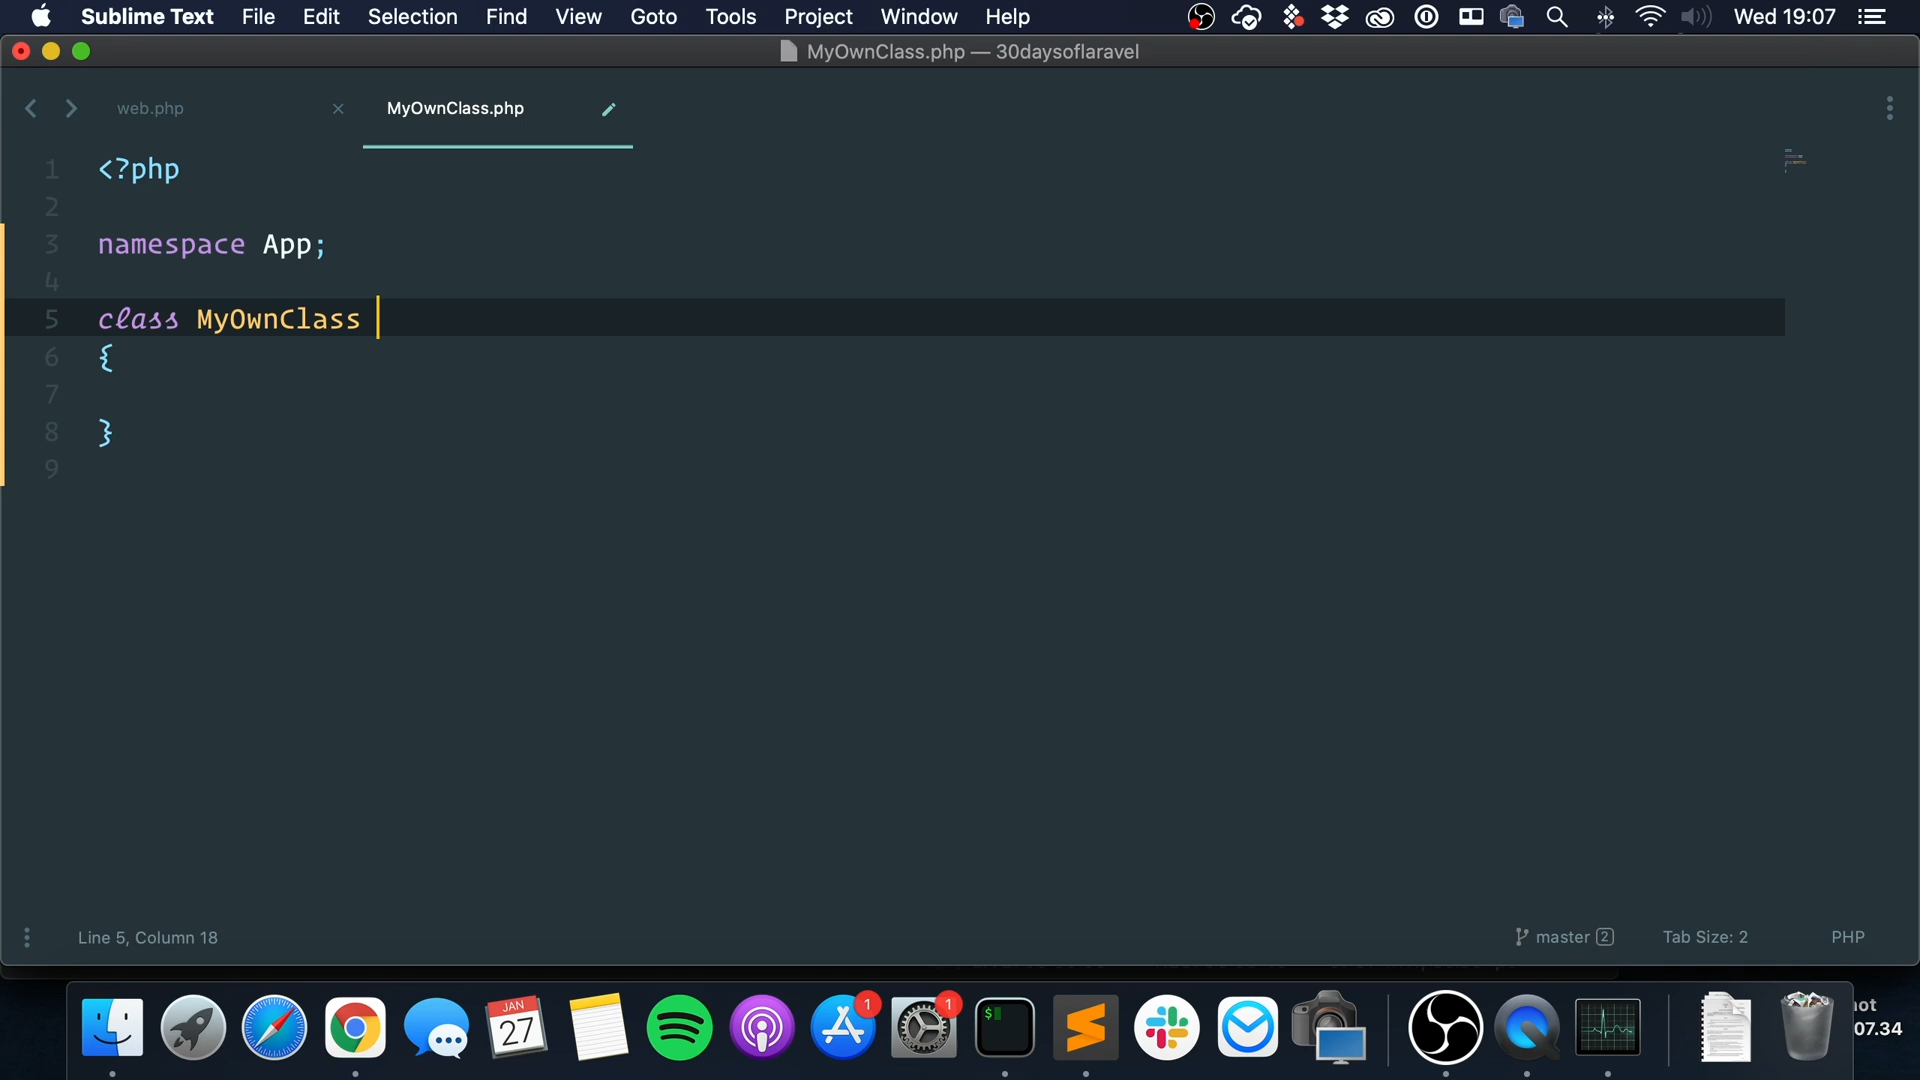 Sublime Text File Edit Selection Find View Goto Tools Project Window Help Wed 19:07
MyOwnClass.php — 30daysoflaravel
web.php MyOwnClass.php
1 <?php
2
3 namespace App;
4
5 class MyOwnClass
6 {
7
8 }
9
Line 5, Column 18 master 2 Tab Size: 2 PHP
JAN
27
1
1
$
07.34